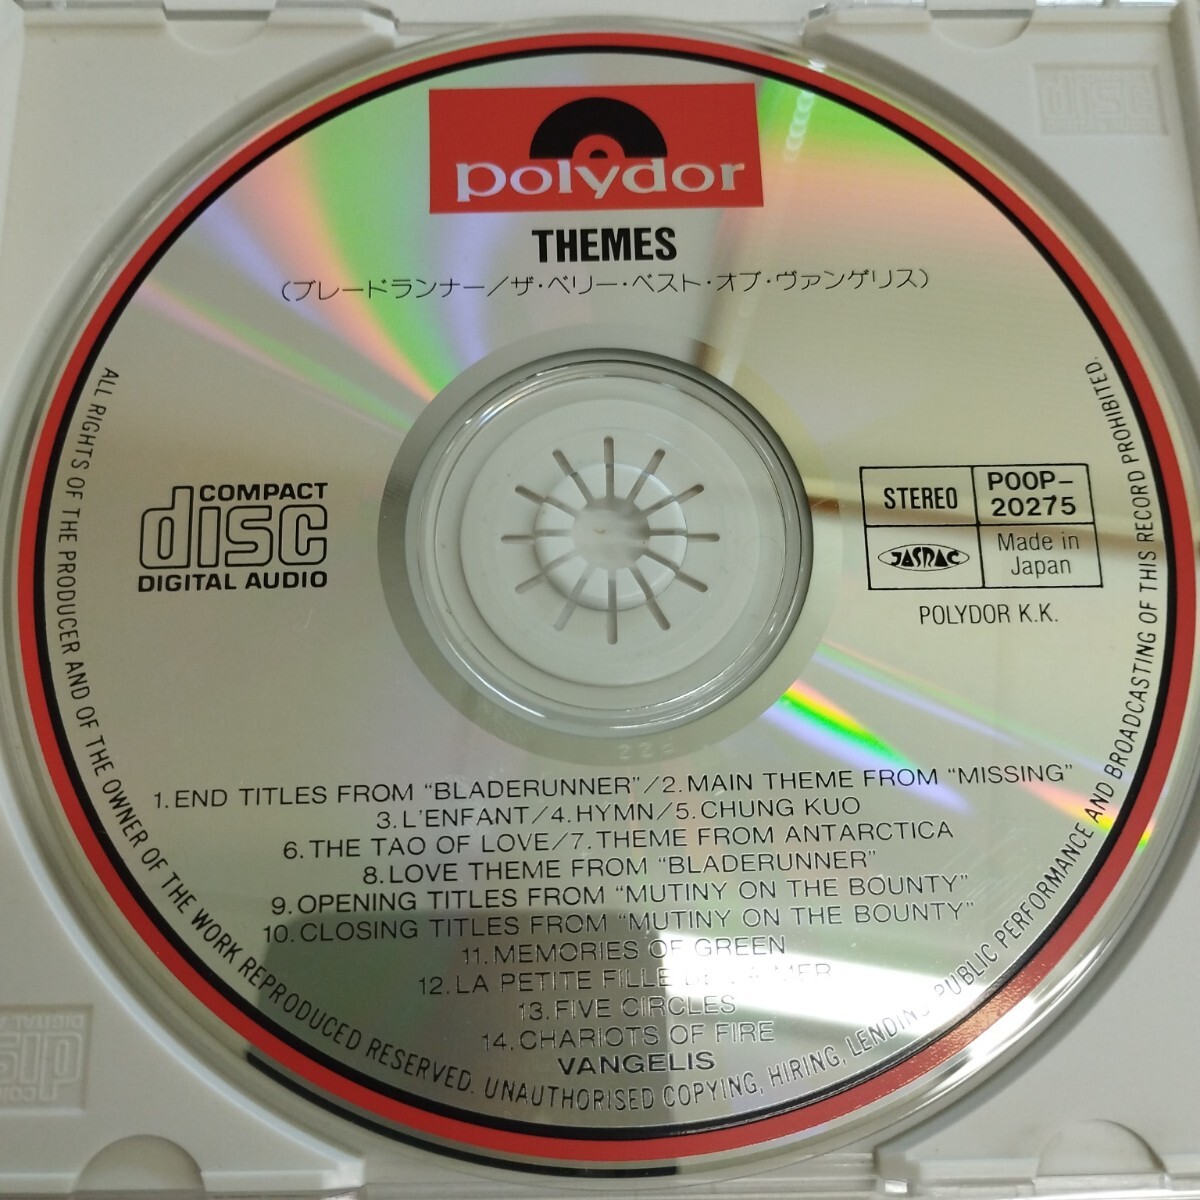 polydor
THEMES
(ブレードランナー/ザ・ベリー・ベスト・オブ・ヴァンゲリス)
COMPACT
disc
DIGITAL AUDIO
STEREO
POOP-
20275
JASRAC
Made in
Japan
POLYDOR K.K.
1. END TITLES FROM "BLADERUNNER"/2. MAIN THEME FROM "MISSING"
3. L'ENFANT/4. HYMN/5. CHUNG KUO
6. THE TAO OF LOVE/7. THEME FROM ANTARCTICA
8. LOVE THEME FROM "BLADERUNNER"
9. OPENING TITLES FROM "MUTINY ON THE BOUNTY"
10. CLOSING TITLES FROM "MUTINY ON THE BOUNTY"
11. MEMORIES OF GREEN
12. LA PETITE FILLE DE LA MER
13. FIVE CIRCLES
14. CHARIOTS OF FIRE
VANGELIS
ALL RIGHTS OF THE PRODUCER AND OF THE OWNER OF THE WORK REPRODUCED RESERVED. UNAUTHORISED COPYING, HIRING, LENDING, PUBLIC PERFORMANCE AND BROADCASTING OF THIS RECORD PROHIBITED.
disc
disc